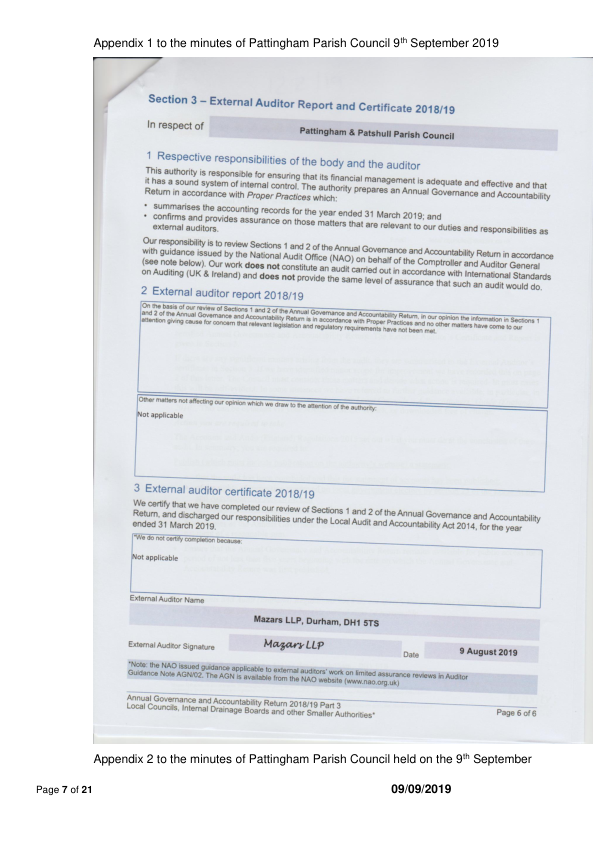 Appendix 1 to the minutes of Pattingham Parish Council 9th September 2019
Section 3 – External Auditor Report and Certificate 2018/19
In respect of
Pattingham & Patshull Parish Council
1 Respective responsibilities of the body and the auditor
This authority is responsible for ensuring that its financial management is adequate and effective and that
it has a sound system of internal control. The authority prepares an Annual Governance and Accountability
Return in accordance with Proper Practices which:
• summarises the accounting records for the year ended 31 March 2019; and
• confirms and provides assurance on those matters that are relevant to our duties and responsibilities as
external auditors.
Our responsibility is to review Sections 1 and 2 of the Annual Governance and Accountability Return in accordance
with guidance issued by the National Audit Office (NAO) on behalf of the Comptroller and Auditor General
(see note below). Our work does not constitute an audit carried out in accordance with International Standards
on Auditing (UK & Ireland) and does not provide the same level of assurance that such an audit would do.
2 External auditor report 2018/19
On the basis of our review of Sections 1 and 2 of the Annual Governance and Accountability Return, in our opinion the information in Sections 1
and 2 of the Annual Governance and Accountability Return is in accordance with Proper Practices and no other matters have come to our
attention giving cause for concern that relevant legislation and regulatory requirements have not been met.
Other matters not affecting our opinion which we draw to the attention of the authority:
Not applicable
3 External auditor certificate 2018/19
We certify that we have completed our review of Sections 1 and 2 of the Annual Governance and Accountability
Return, and discharged our responsibilities under the Local Audit and Accountability Act 2014, for the year
ended 31 March 2019.
*We do not certify completion because:
Not applicable
External Auditor Name
Mazars LLP, Durham, DH1 5TS
External Auditor Signature
Mazars LLP
Date
9 August 2019
*Note: the NAO issued guidance applicable to external auditors' work on limited assurance reviews in Auditor
Guidance Note AGN/02. The AGN is available from the NAO website (www.nao.org.uk)
Annual Governance and Accountability Return 2018/19 Part 3
Local Councils, Internal Drainage Boards and other Smaller Authorities*
Page 6 of 6
Appendix 2 to the minutes of Pattingham Parish Council held on the 9th September
Page 7 of 21
09/09/2019